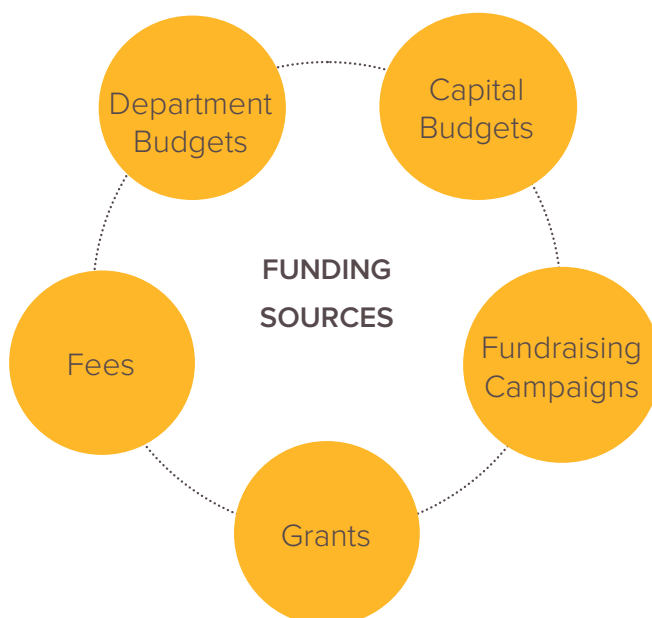 Department
Budgets
Capital
Budgets
FUNDING
SOURCES
Fees
Fundraising
Campaigns
Grants